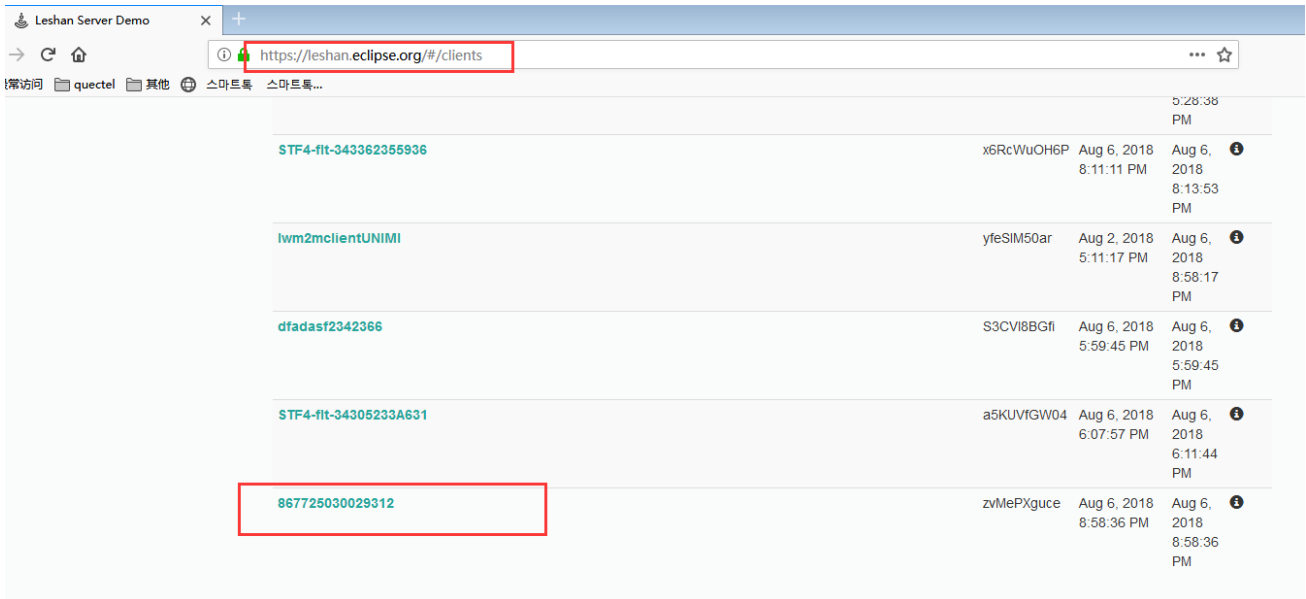 Leshan Server Demo
https://leshan.eclipse.org/#/clients
常访问 quectel 其他 스마트톡 스마트톡...
5:28:38
PM
STF4-flt-343362355936 x6RcWuOH6P Aug 6, 2018 Aug 6,
8:11:11 PM 2018
8:13:53
PM
lwm2mclientUNIMI yfeSIM50ar Aug 2, 2018 Aug 6,
5:11:17 PM 2018
8:58:17
PM
dfadasf2342366 S3CVI8BGfi Aug 6, 2018 Aug 6,
5:59:45 PM 2018
5:59:45
PM
STF4-flt-34305233A631 a5KUVfGW04 Aug 6, 2018 Aug 6,
6:07:57 PM 2018
6:11:44
PM
867725030029312 zvMePXguce Aug 6, 2018 Aug 6,
8:58:36 PM 2018
8:58:36
PM